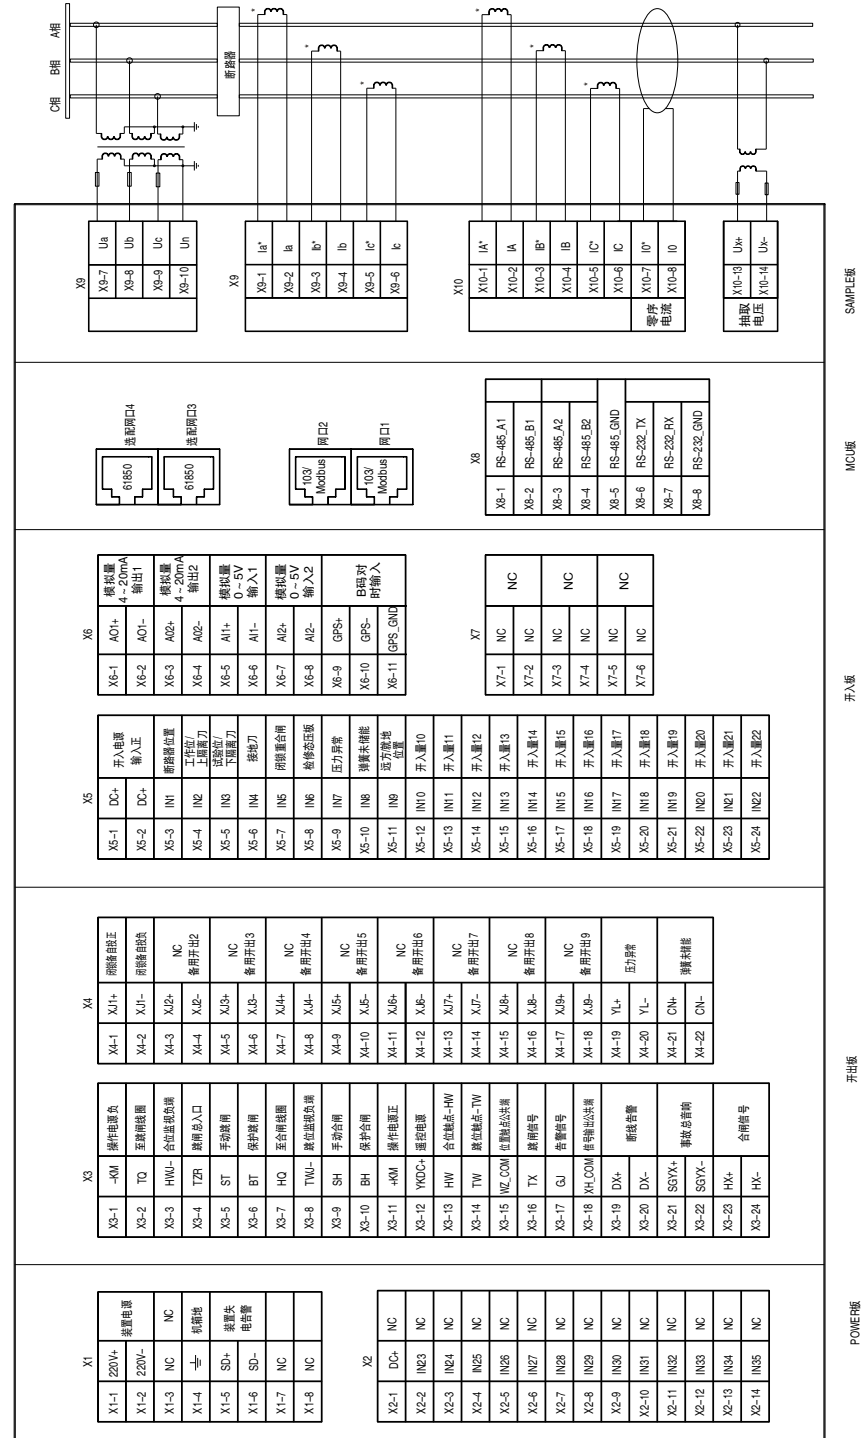 A相
B相
C相
断路器
*
*
*
*
*
*
X9
X9-7 Ua
X9-8 Ub
X9-9 Uc
X9-10 Un
X9
X9-1 Ia*
X9-2 Ia
X9-3 Ib*
X9-4 Ib
X9-5 Ic*
X9-6 Ic
X10
X10-1 IA*
X10-2 IA
X10-3 IB*
X10-4 IB
X10-5 IC*
X10-6 IC
X10-7 I0*
X10-8 I0
零序
电流
X10-13 Ux+
X10-14 Ux-
抽取
电压
SAMPLE板
61850
选配网口4
61850
选配网口3
103/
Modbus
网口2
103/
Modbus
网口1
X8
X8-1 RS-485_A1
X8-2 RS-485_B1
X8-3 RS-485_A2
X8-4 RS-485_B2
X8-5 RS-485_GND
X8-6 RS-232_TX
X8-7 RS-232_RX
X8-8 RS-232_GND
MCU板
X6
X6-1 AO1+
X6-2 AO1-
模拟量
4~20mA
输出1
X6-3 A02+
X6-4 A02-
模拟量
4~20mA
输出2
X6-5 AI1+
X6-6 AI1-
模拟量
0~5V
输入1
X6-7 AI2+
X6-8 AI2-
模拟量
0~5V
输入2
X6-9 GPS+
X6-10 GPS-
X6-11 GPS_GND
B码对
时输入
X7
X7-1 NC
X7-2 NC
NC
X7-3 NC
X7-4 NC
NC
X7-5 NC
X7-6 NC
NC
X5
X5-1 DC+
X5-2 DC+
开入电源
输入正
X5-3 IN1 断路器位置
X5-4 IN2 工作位/
上隔离刀
X5-5 IN3 试验位/
下隔离刀
X5-6 IN4 接地刀
X5-7 IN5 闭锁重合闸
X5-8 IN6 检修态压板
X5-9 IN7 压力异常
X5-10 IN8 弹簧未储能
X5-11 IN9 远方/就地
位置
X5-12 IN10 开入量10
X5-13 IN11 开入量11
X5-14 IN12 开入量12
X5-15 IN13 开入量13
X5-16 IN14 开入量14
X5-17 IN15 开入量15
X5-18 IN16 开入量16
X5-19 IN17 开入量17
X5-20 IN18 开入量18
X5-21 IN19 开入量19
X5-22 IN20 开入量20
X5-23 IN21 开入量21
X5-24 IN22 开入量22
开入板
X4
X4-1 XJ1+ 闭锁备自投正
X4-2 XJ1- 闭锁备自投负
X4-3 XJ2+
X4-4 XJ2-
NC
备用开出2
X4-5 XJ3+
X4-6 XJ3-
NC
备用开出3
X4-7 XJ4+
X4-8 XJ4-
NC
备用开出4
X4-9 XJ5+
X4-10 XJ5-
NC
备用开出5
X4-11 XJ6+
X4-12 XJ6-
NC
备用开出6
X4-13 XJ7+
X4-14 XJ7-
NC
备用开出7
X4-15 XJ8+
X4-16 XJ8-
NC
备用开出8
X4-17 XJ9+
X4-18 XJ9-
NC
备用开出9
X4-19 YL+
X4-20 YL-
压力异常
X4-21 CN+
X4-22 CN-
弹簧未储能
X3
X3-1 -KM 操作电源负
X3-2 TQ 至跳闸线圈
X3-3 HWJ- 合位监视负端
X3-4 TZR 跳闸总入口
X3-5 ST 手动跳闸
X3-6 BT 保护跳闸
X3-7 HQ 至合闸线圈
X3-8 TWJ- 跳位监视负端
X3-9 SH 手动合闸
X3-10 BH 保护合闸
X3-11 +KM 操作电源正
X3-12 YKDC+ 遥控电源
X3-13 HW 合位触点-HW
X3-14 TW 跳位触点-TW
X3-15 WZ_COM 位置触点公共端
X3-16 TX 跳闸信号
X3-17 GJ 告警信号
X3-18 XH_COM 信号输出公共端
X3-19 DX+
X3-20 DX-
断线告警
X3-21 SGYX+
X3-22 SGYX-
事故总音响
X3-23 HX+
X3-24 HX-
合闸信号
开出板
X1
X1-1 220V+
X1-2 220V-
装置电源
X1-3 NC NC
X1-4 机箱地
X1-5 SD+
X1-6 SD-
装置失
电告警
X1-7 NC
X1-8 NC
X2
X2-1 DC+ NC
X2-2 IN23 NC
X2-3 IN24 NC
X2-4 IN25 NC
X2-5 IN26 NC
X2-6 IN27 NC
X2-7 IN28 NC
X2-8 IN29 NC
X2-9 IN30 NC
X2-10 IN31 NC
X2-11 IN32 NC
X2-12 IN33 NC
X2-13 IN34 NC
X2-14 IN35 NC
POWER板